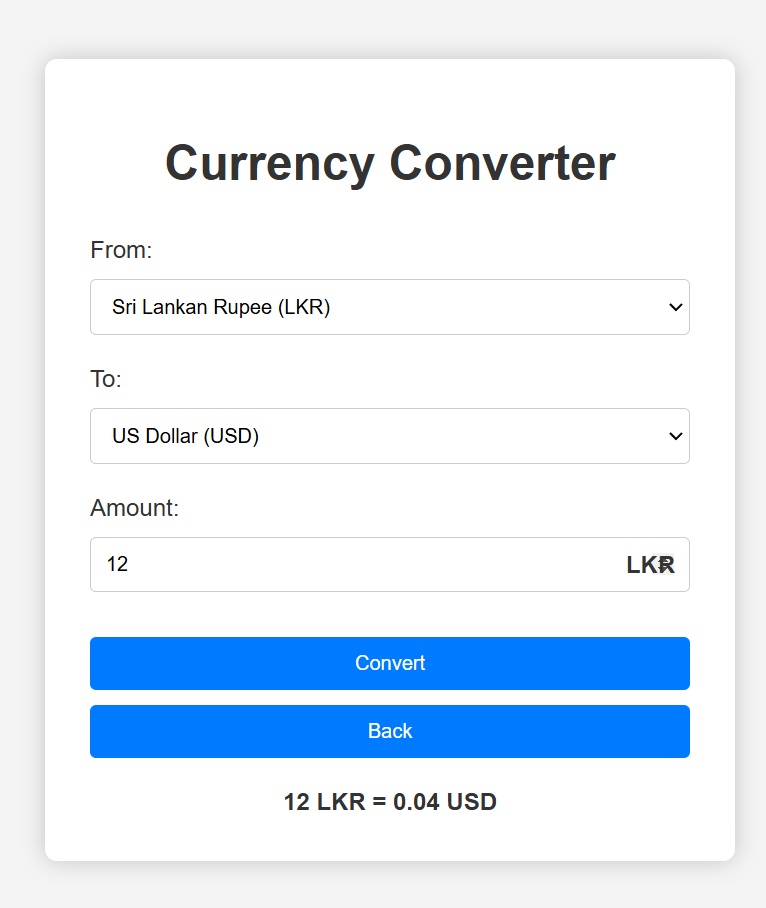 Currency Converter
From:
Sri Lankan Rupee (LKR)
To:
US Dollar (USD)
Amount:
12 LKR
Convert
Back
12 LKR = 0.04 USD